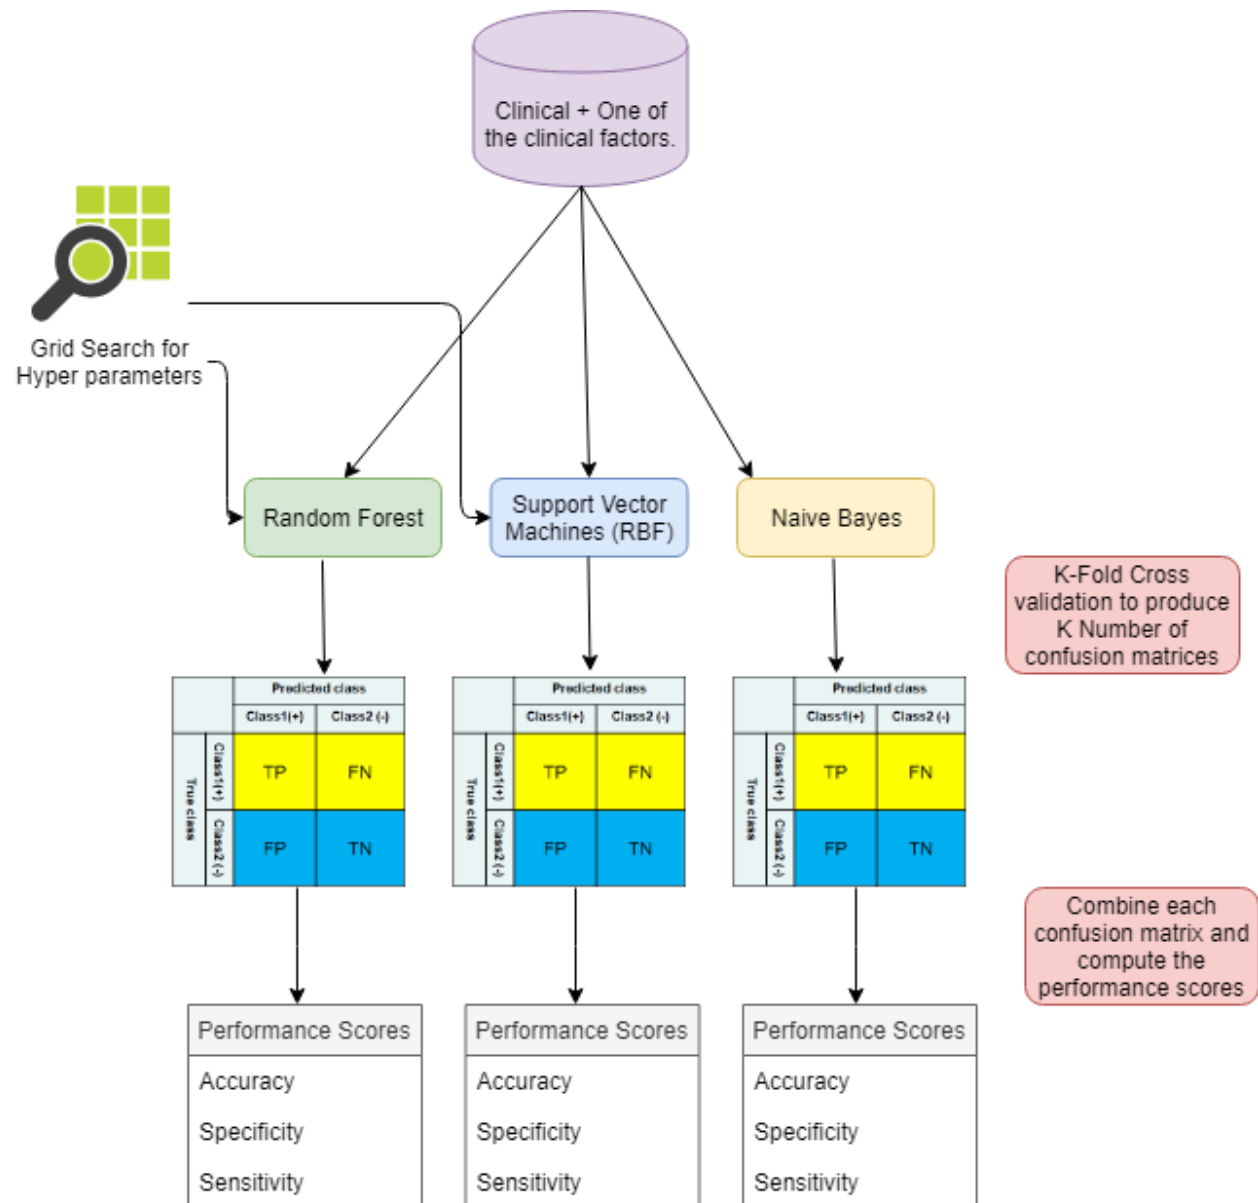 Clinical + One of
the clinical factors.
Grid Search for
Hyper parameters
Random Forest
Support Vector
Machines (RBF)
Naive Bayes
K-Fold Cross
validation to produce
K Number of
confusion matrices
Predicted class
Class1(+) Class2 (-)
True class
Class1(+)
TP FN
Class2 (-)
FP TN
Predicted class
Class1(+) Class2 (-)
True class
Class1(+)
TP FN
Class2 (-)
FP TN
Predicted class
Class1(+) Class2 (-)
True class
Class1(+)
TP FN
Class2 (-)
FP TN
Combine each
confusion matrix and
compute the
performance scores
Performance Scores
Accuracy
Specificity
Sensitivity
Performance Scores
Accuracy
Specificity
Sensitivity
Performance Scores
Accuracy
Specificity
Sensitivity